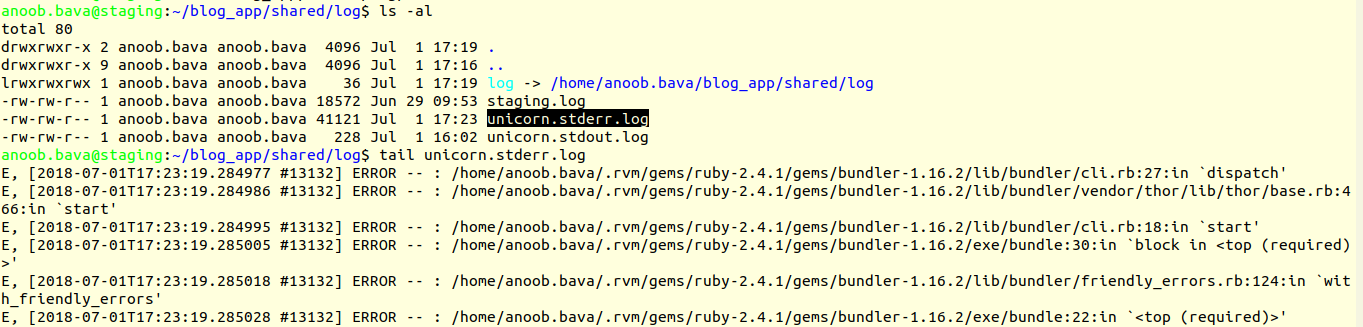 anoob.bava@staging:~/blog_app/shared/log$ ls -al
total 80
drwxrwxr-x 2 anoob.bava anoob.bava  4096 Jul  1 17:19 .
drwxrwxr-x 9 anoob.bava anoob.bava  4096 Jul  1 17:16 ..
lrwxrwxrwx 1 anoob.bava anoob.bava    36 Jul  1 17:19 log -> /home/anoob.bava/blog_app/shared/log
-rw-rw-r-- 1 anoob.bava anoob.bava 18572 Jun 29 09:53 staging.log
-rw-rw-r-- 1 anoob.bava anoob.bava 41121 Jul  1 17:23 unicorn.stderr.log
-rw-rw-r-- 1 anoob.bava anoob.bava   228 Jul  1 16:02 unicorn.stdout.log
anoob.bava@staging:~/blog_app/shared/log$ tail unicorn.stderr.log
E, [2018-07-01T17:23:19.284977 #13132] ERROR -- : /home/anoob.bava/.rvm/gems/ruby-2.4.1/gems/bundler-1.16.2/lib/bundler/cli.rb:27:in `dispatch'
E, [2018-07-01T17:23:19.284986 #13132] ERROR -- : /home/anoob.bava/.rvm/gems/ruby-2.4.1/gems/bundler-1.16.2/lib/bundler/vendor/thor/lib/thor/base.rb:4
66:in `start'
E, [2018-07-01T17:23:19.284995 #13132] ERROR -- : /home/anoob.bava/.rvm/gems/ruby-2.4.1/gems/bundler-1.16.2/lib/bundler/cli.rb:18:in `start'
E, [2018-07-01T17:23:19.285005 #13132] ERROR -- : /home/anoob.bava/.rvm/gems/ruby-2.4.1/gems/bundler-1.16.2/exe/bundle:30:in `block in <top (required)
>'
E, [2018-07-01T17:23:19.285018 #13132] ERROR -- : /home/anoob.bava/.rvm/gems/ruby-2.4.1/gems/bundler-1.16.2/lib/bundler/friendly_errors.rb:124:in `wit
h_friendly_errors'
E, [2018-07-01T17:23:19.285028 #13132] ERROR -- : /home/anoob.bava/.rvm/gems/ruby-2.4.1/gems/bundler-1.16.2/exe/bundle:22:in `<top (required)>'